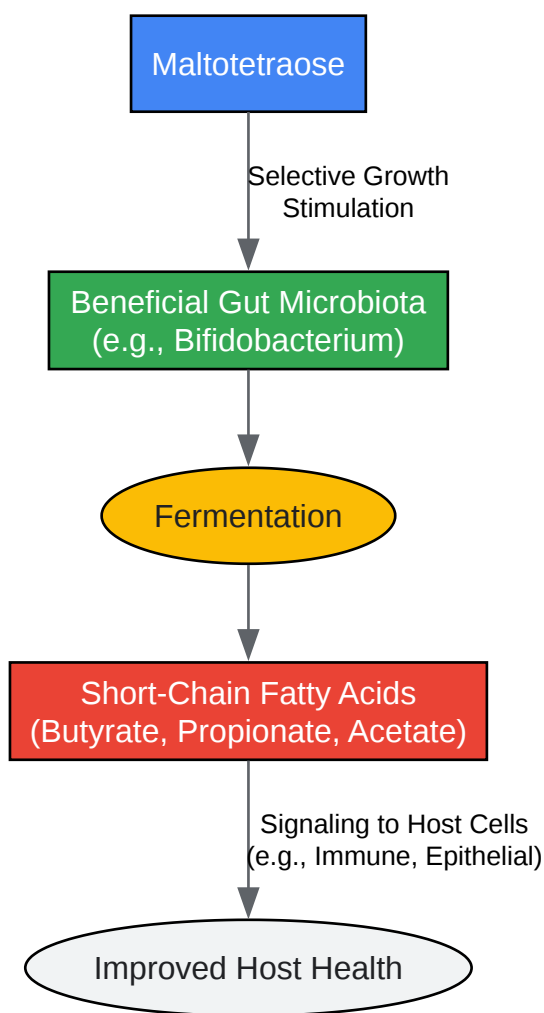 Maltotetraose
Selective Growth
Stimulation
Beneficial Gut Microbiota
(e.g., Bifidobacterium)
Fermentation
Short-Chain Fatty Acids
(Butyrate, Propionate, Acetate)
Signaling to Host Cells
(e.g., Immune, Epithelial)
Improved Host Health